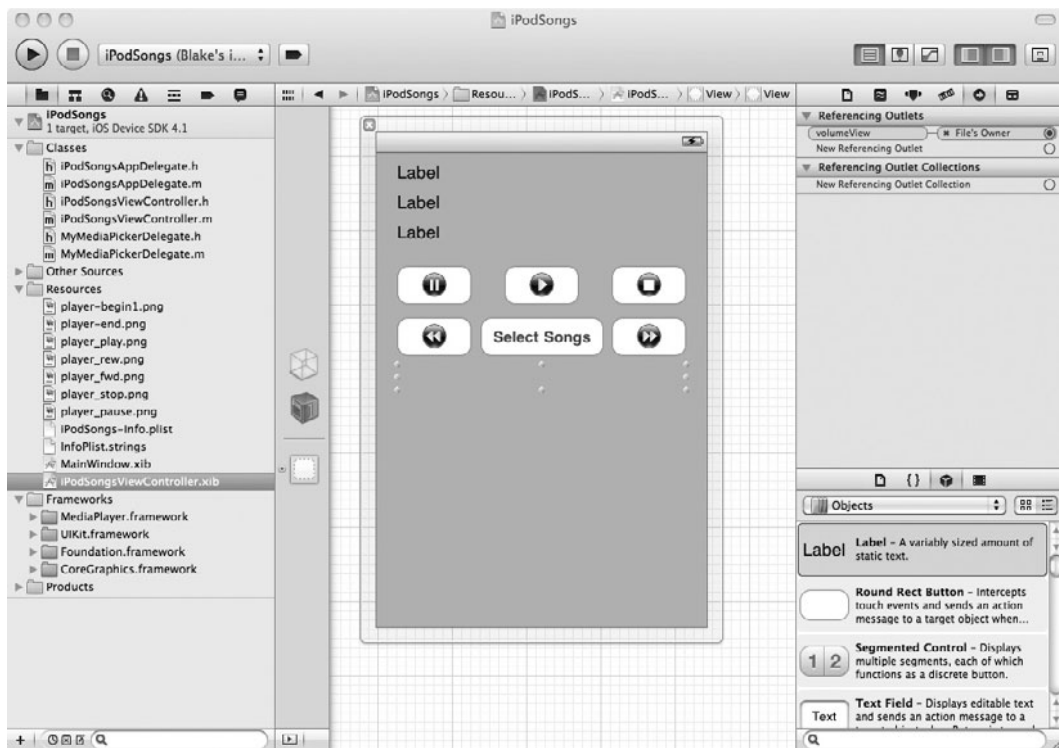 iPodSongs
iPodSongs (Blake's i...
iPodSongs
1 target, iOS Device SDK 4.1
Classes
iPodSongsAppDelegate.h
iPodSongsAppDelegate.m
iPodSongsViewController.h
iPodSongsViewController.m
MyMediaPickerDelegate.h
MyMediaPickerDelegate.m
Other Sources
Resources
player-begin1.png
player-end.png
player_play.png
player_rew.png
player_fwd.png
player_stop.png
player_pause.png
iPodSongs-Info.plist
InfoPlist.strings
MainWindow.xib
iPodSongsViewController.xib
Frameworks
MediaPlayer.framework
UIKit.framework
Foundation.framework
CoreGraphics.framework
Products
iPodSongs Resou... iPodS... iPodS... View View
Label
Label
Label
Select Songs
Referencing Outlets
volumeView File's Owner
New Referencing Outlet
Referencing Outlet Collections
New Referencing Outlet Collection
{ }
Objects
Label
Label – A variably sized amount of
static text.
Round Rect Button – Intercepts
touch events and sends an action
message to a target object when...
1 2
Segmented Control – Displays
multiple segments, each of which
functions as a discrete button.
Text
Text Field – Displays editable text
and sends an action message to a